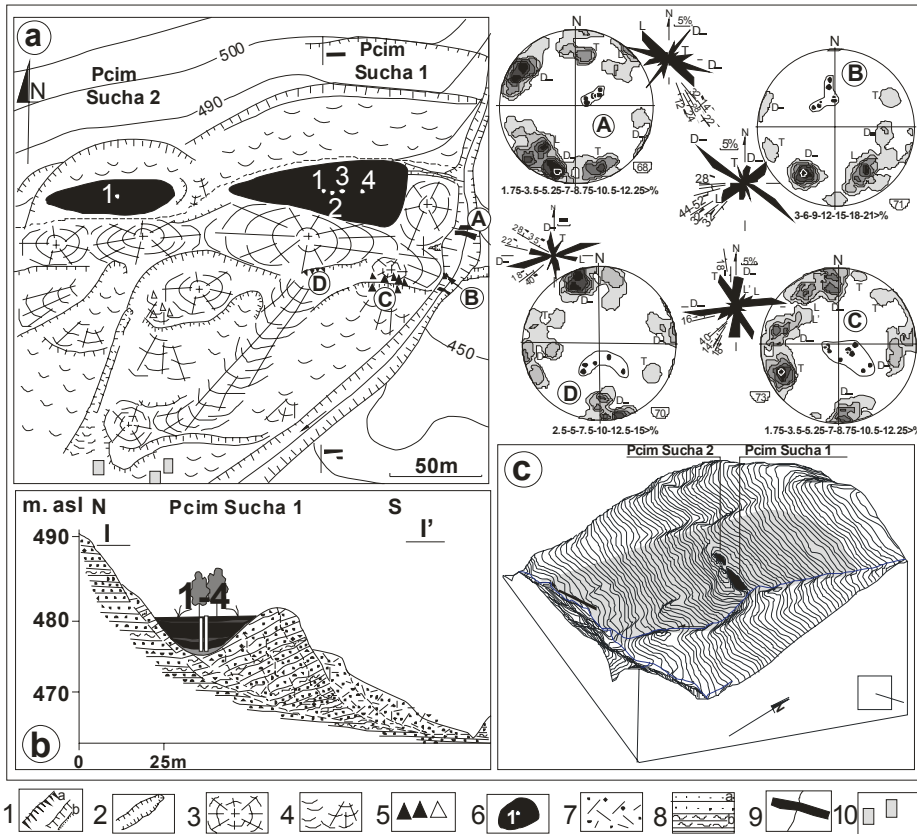 a
500
Pcim
Sucha 1
Pcim
Sucha 2
N
490
1
1 3 4
2
A
B
C
D
450
50m
N
5%
L
D
T
A
68
1.75-3.5-5.25-7-8.75-10.5-12.25>%
N
B
5%
D
T
L
28
71
3-6-9-12-15-18-21>%
N
D
T
70
2.5-5-7.5-10-12.5-15>%
N
5%
C
D
T
L
L'
16
73
1.75-3.5-5.25-7-8.75-10.5-12.25>%
m. asl N Pcim Sucha 1 S
I I'
490
480
470
1-4
b
0 25m
c
Pcim Sucha 2 Pcim Sucha 1
N
1 a b 2 3 4 5 6 1 7 8 a b 9 10